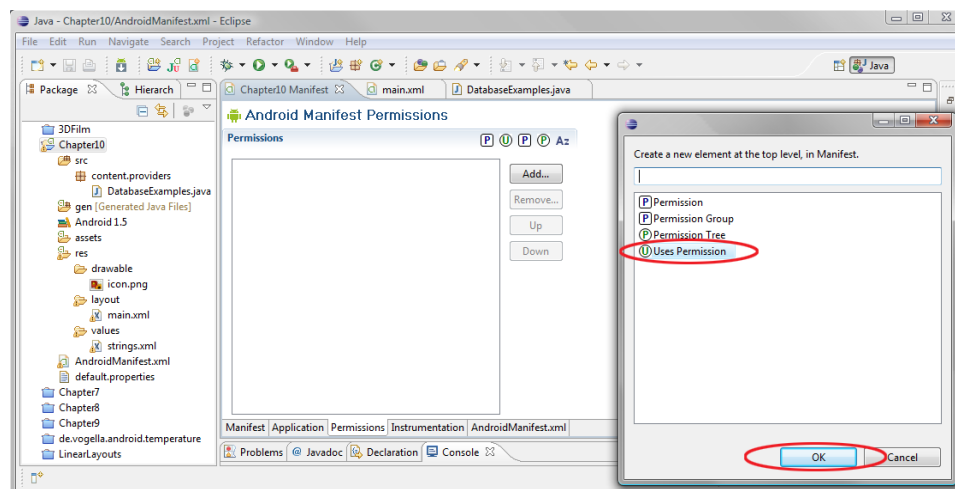 Java - Chapter10/AndroidManifest.xml - Eclipse
File Edit Run Navigate Search Project Refactor Window Help
Java
Package Hierarch
Chapter10 Manifest main.xml DatabaseExamples.java
Android Manifest Permissions
Permissions
P U P P Az
Add...
Remove...
Up
Down
3DFilm
Chapter10
src
content.providers
DatabaseExamples.java
gen [Generated Java Files]
Android 1.5
assets
res
drawable
icon.png
layout
main.xml
values
strings.xml
AndroidManifest.xml
default.properties
Chapter7
Chapter8
Chapter9
de.vogella.android.temperature
LinearLayouts
Manifest Application Permissions Instrumentation AndroidManifest.xml
Problems @ Javadoc Declaration Console
Create a new element at the top level, in Manifest.
P Permission
P Permission Group
P Permission Tree
U Uses Permission
OK Cancel